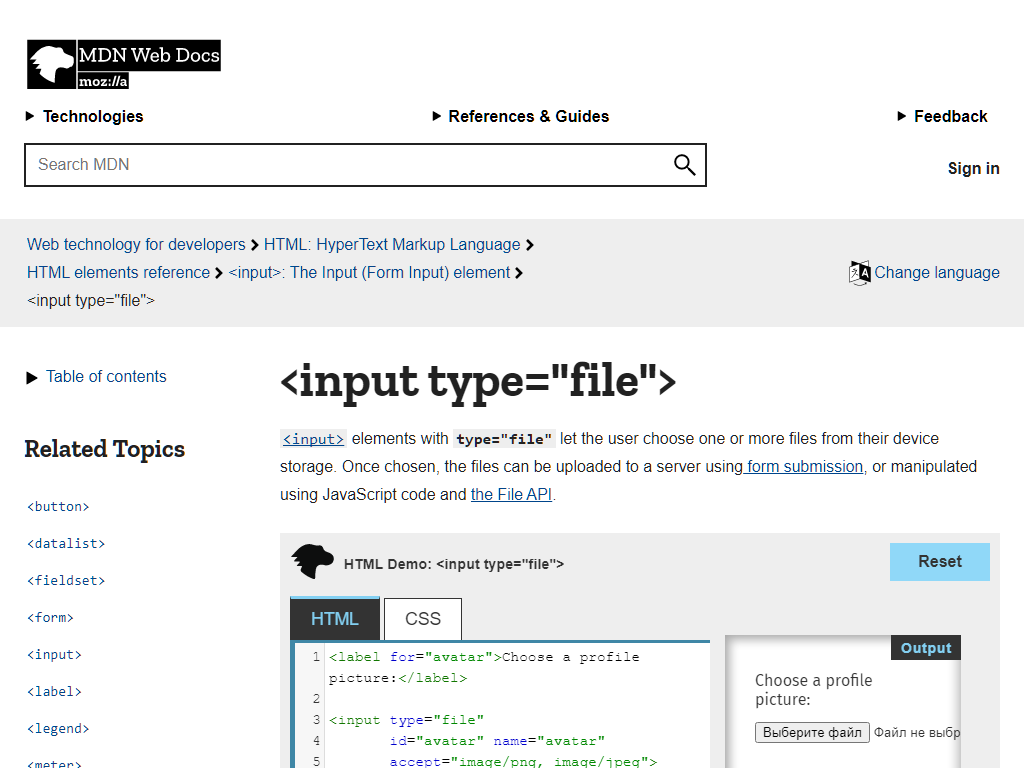 MDN Web Docs
moz://a
Technologies
References & Guides
Feedback
Search MDN
Sign in
Web technology for developers
HTML: HyperText Markup Language
HTML elements reference
<input>: The Input (Form Input) element
<input type="file">
Change language
Table of contents
Related Topics
<button>
<datalist>
<fieldset>
<form>
<input>
<label>
<legend>
<meter>
<input type="file">
<input> elements with type="file" let the user choose one or more files from their device
storage. Once chosen, the files can be uploaded to a server using form submission, or manipulated
using JavaScript code and the File API.
HTML Demo: <input type="file">
Reset
HTML
CSS
1 <label for="avatar">Choose a profile
picture:</label>
2
3 <input type="file"
4 id="avatar" name="avatar"
5 accept="image/png, image/jpeg">
Output
Choose a profile
picture:
Выберите файл Файл не выбр